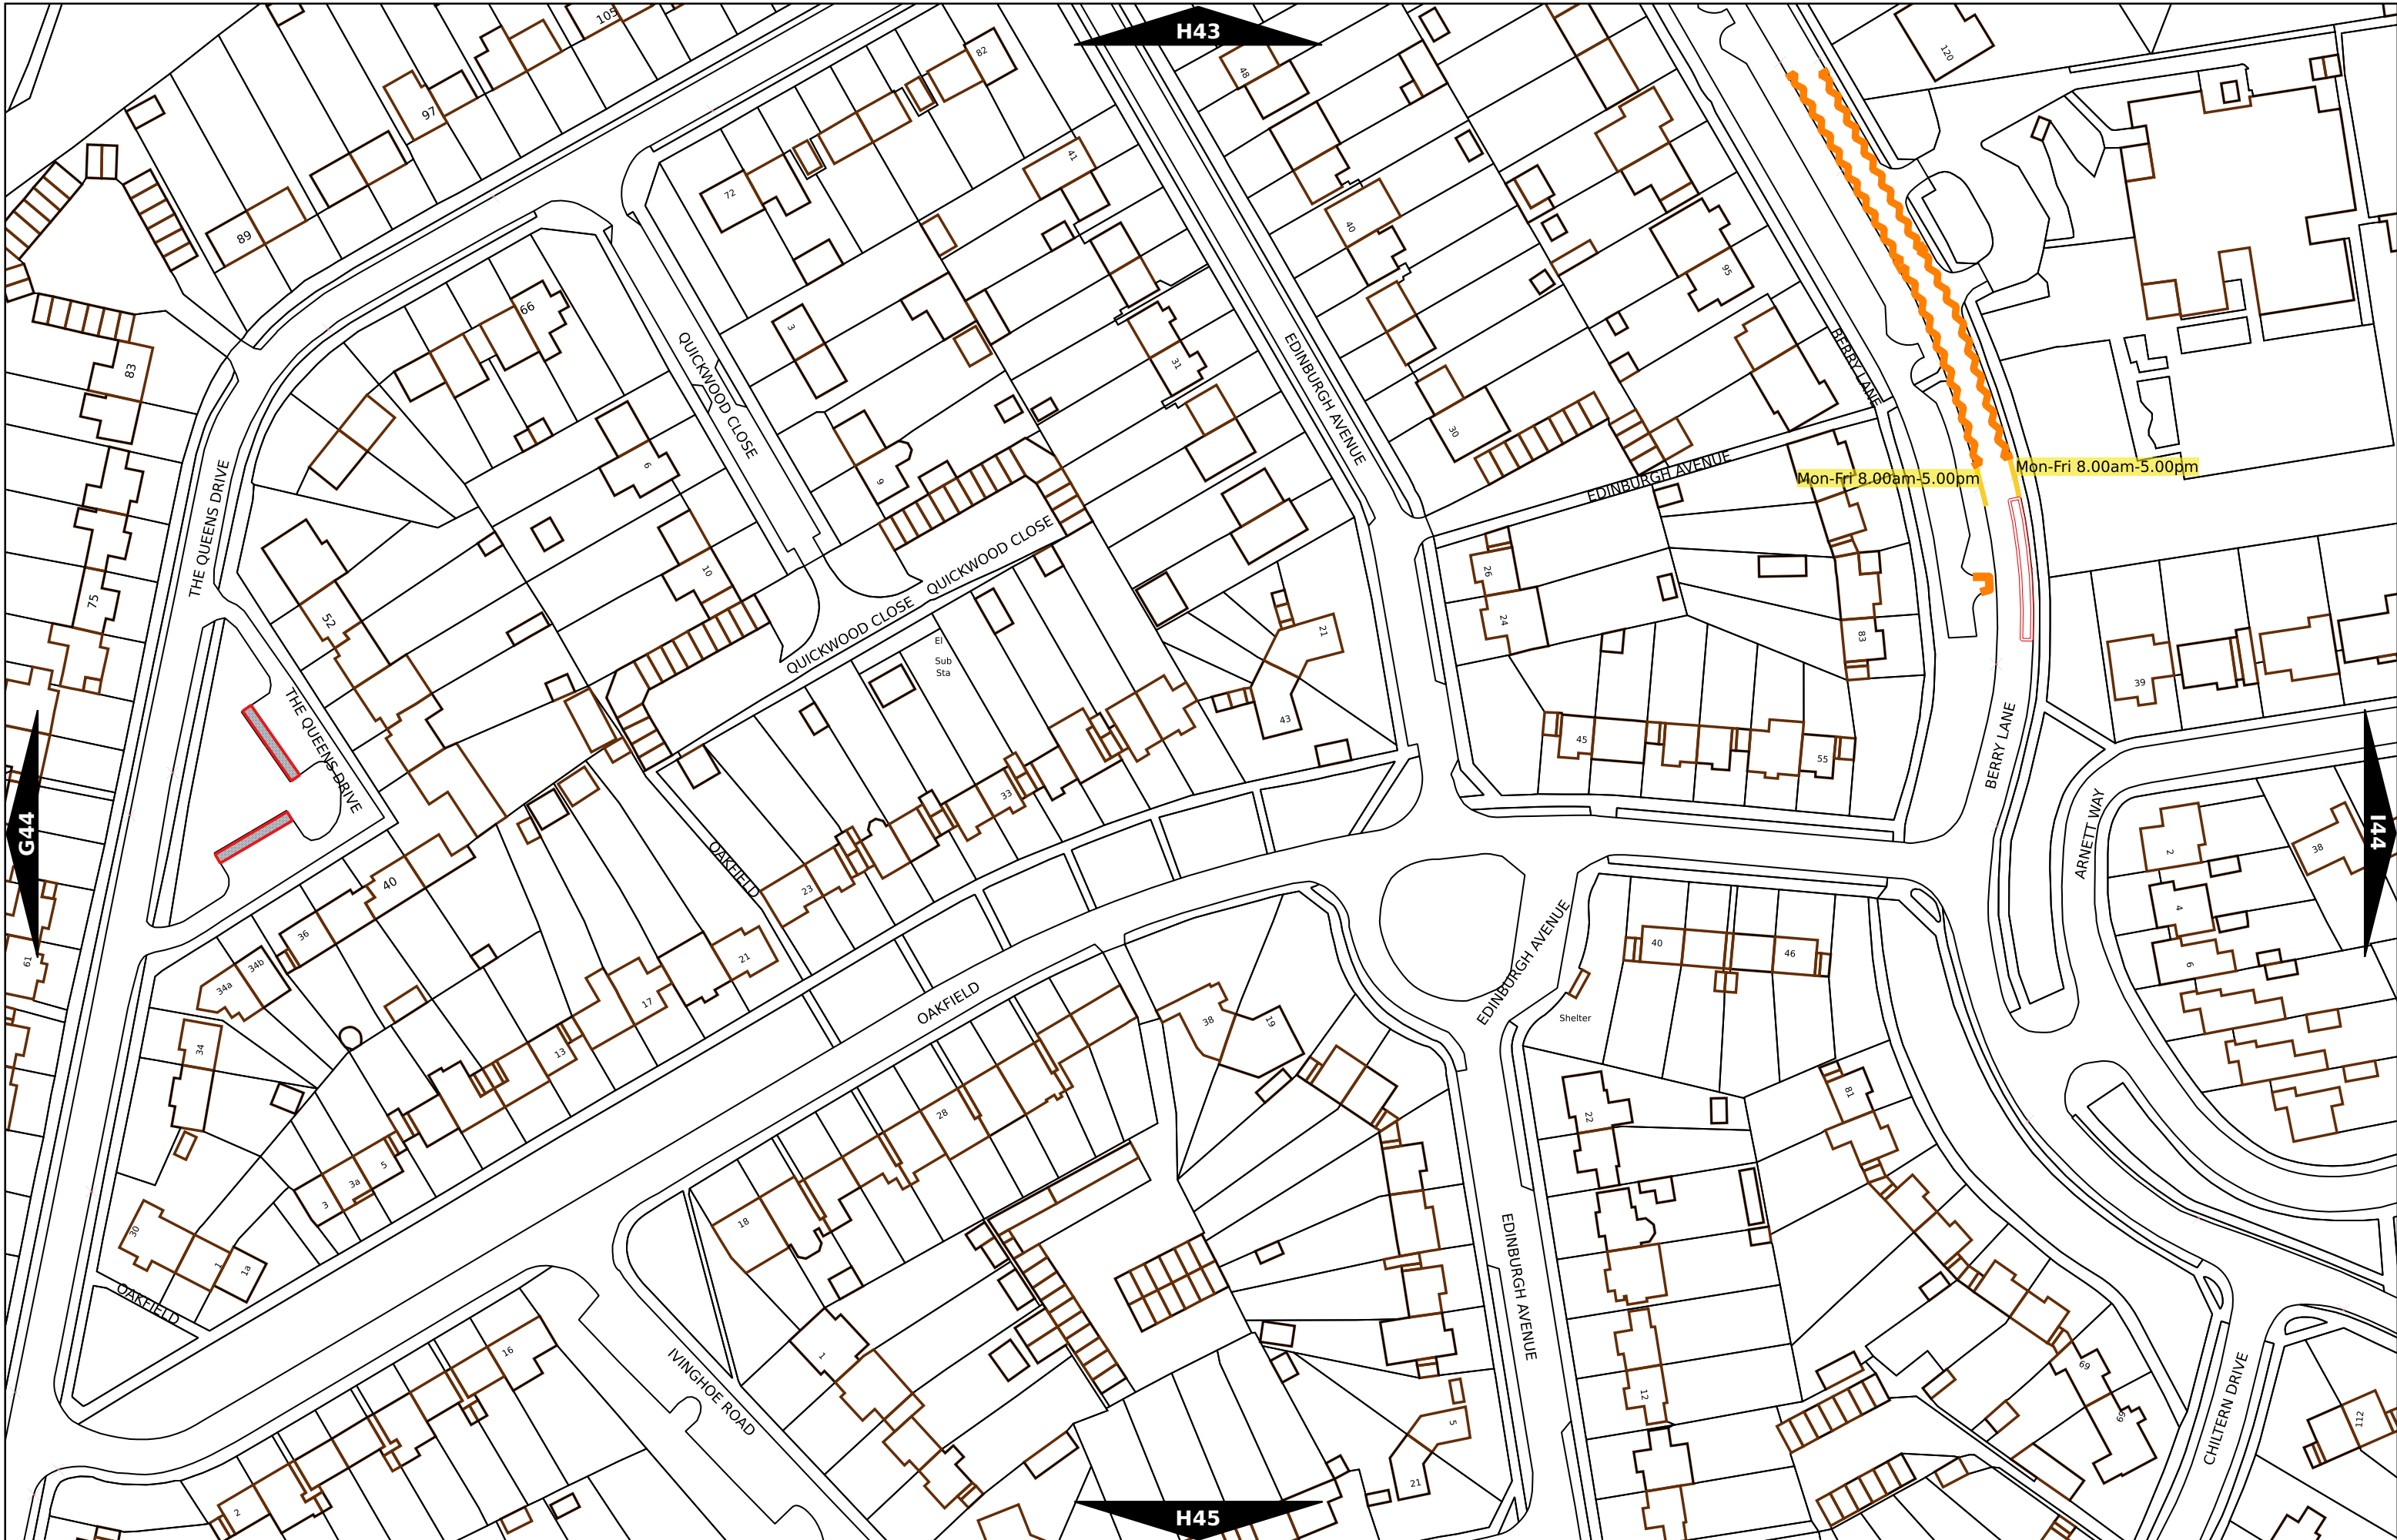 H43
105
97
89
82
72
41
48
40
120
95
66
3
31
83
9
6
30
QUICKWOOD CLOSE
EDINBURGH AVENUE
BERRY LANE
EDINBURGH AVENUE
Mon-Fri 8.00am-5.00pm
Mon-Fri 8.00am-5.00pm
THE QUEENS DRIVE
75
52
10
QUICKWOOD CLOSE
QUICKWOOD CLOSE
El
Sub
Sta
26
24
21
83
43
39
45
55
THE QUEENS DRIVE
BERRY LANE
33
G44
I44
ARNETT WAY
2
38
4
6
OAKFIELD
23
40
36
34b
34a
61
21
17
13
34
OAKFIELD
EDINBURGH AVENUE
40
46
Shelter
38
19
28
22
81
5
3a
3
30
1
1a
18
OAKFIELD
EDINBURGH AVENUE
IVINGHOE ROAD
1
16
2
12
69
69
5
21
CHILTERN DRIVE
112
H45